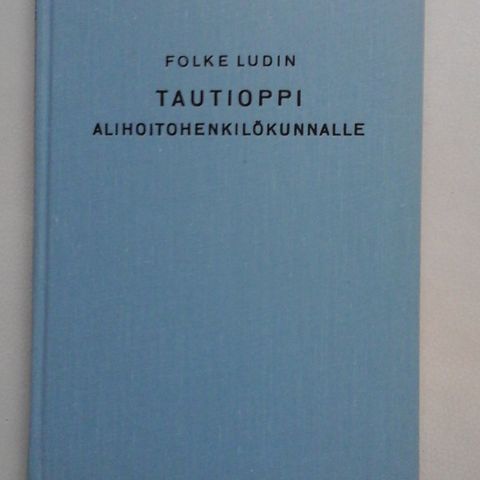 FOLKE LUDIN
TAUTIOPPI
ALIHOITOHENKILÖKUNNALLE